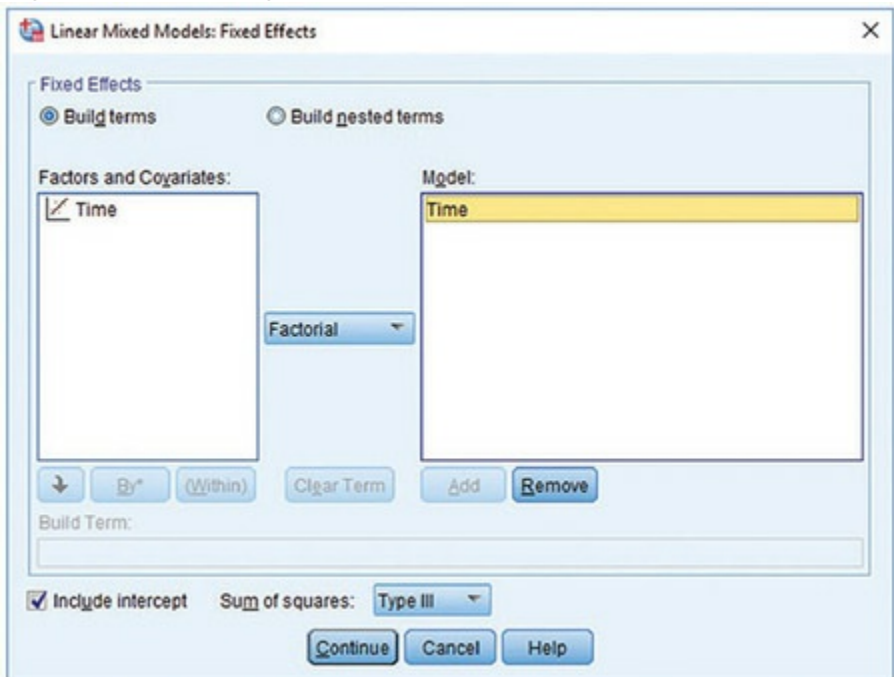 Linear Mixed Models: Fixed Effects
Fixed Effects
Build terms
Build nested terms
Factors and Covariates:
Model:
Time
Time
Factorial
By*
(Within)
Clear Term
Add
Remove
Build Term:
Include intercept
Sum of squares:
Type III
Continue
Cancel
Help